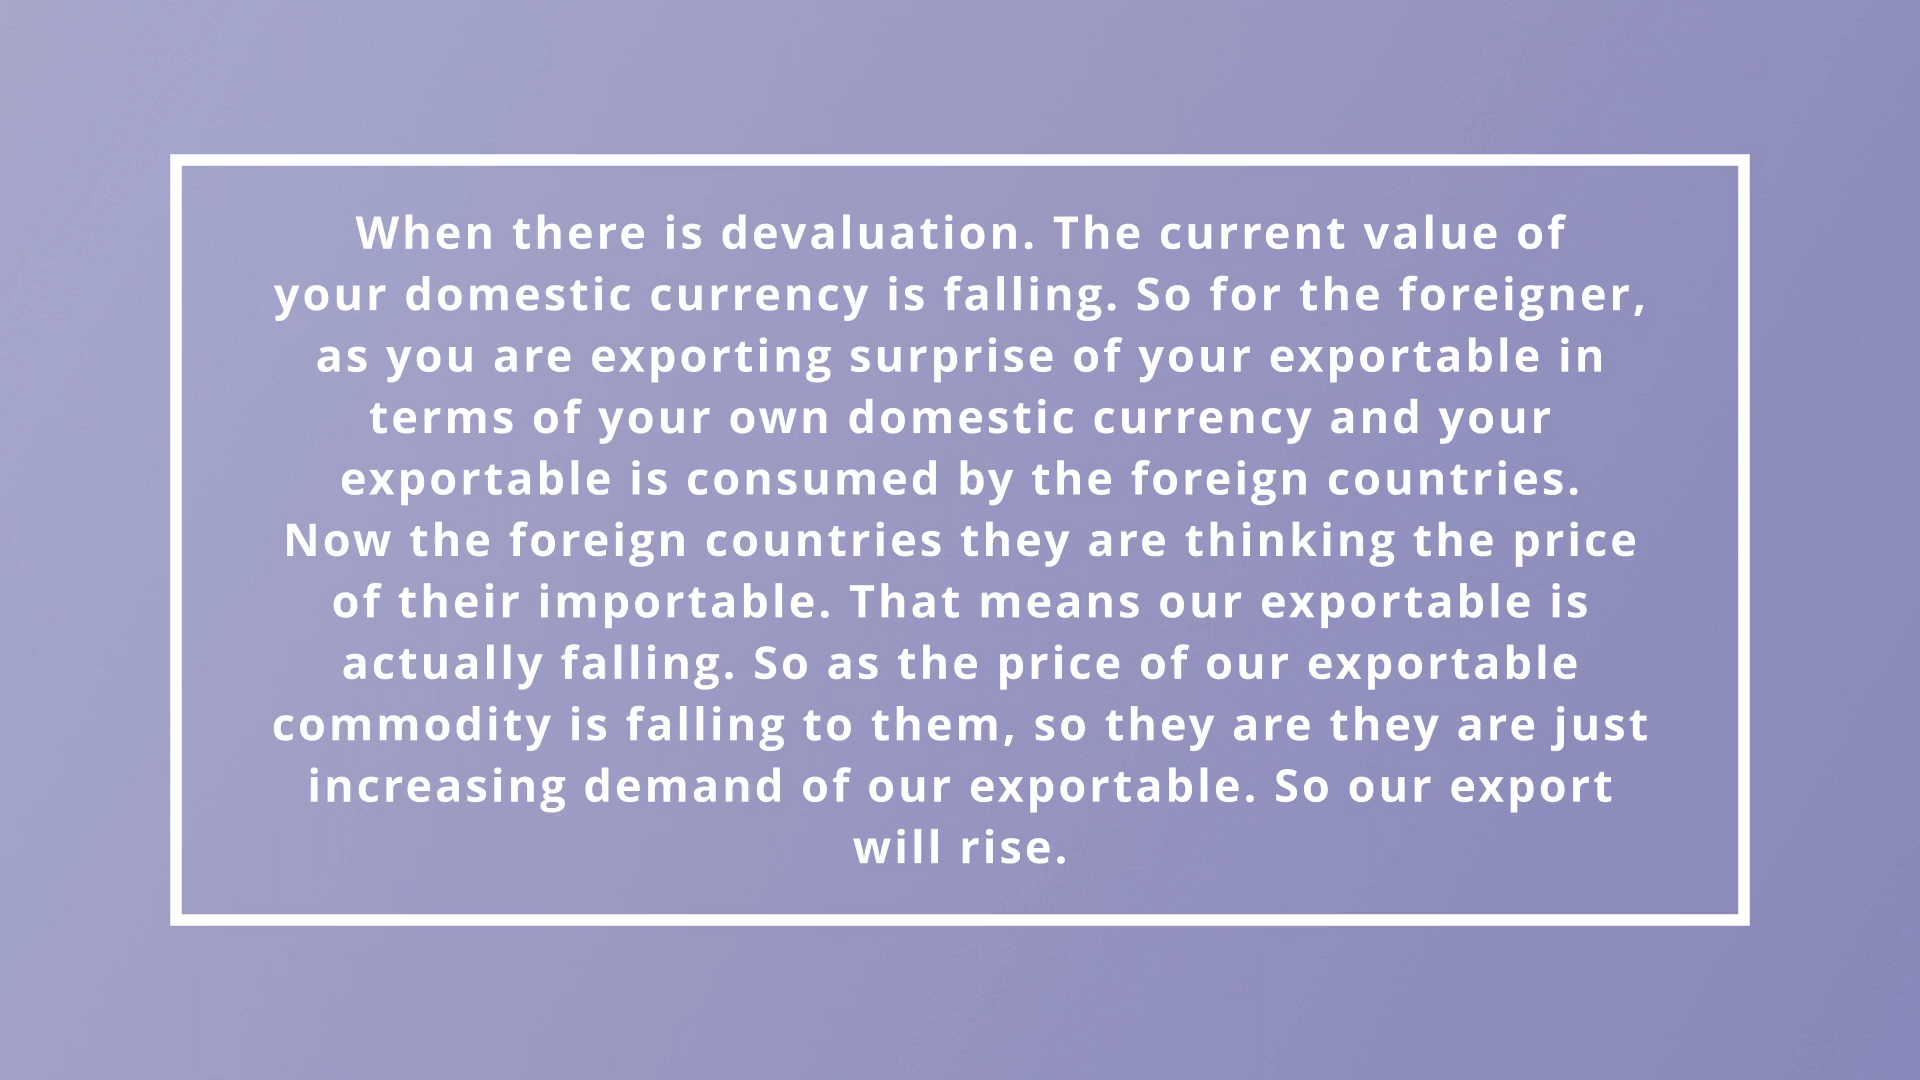 When there is devaluation. The current value of
your domestic currency is falling. So for the foreigner,
as you are exporting surprise of your exportable in
terms of your own domestic currency and your
exportable is consumed by the foreign countries.
Now the foreign countries they are thinking the price
of their importable. That means our exportable is
actually falling. So as the price of our exportable
commodity is falling to them, so they are they are just
increasing demand of our exportable. So our export
will rise.